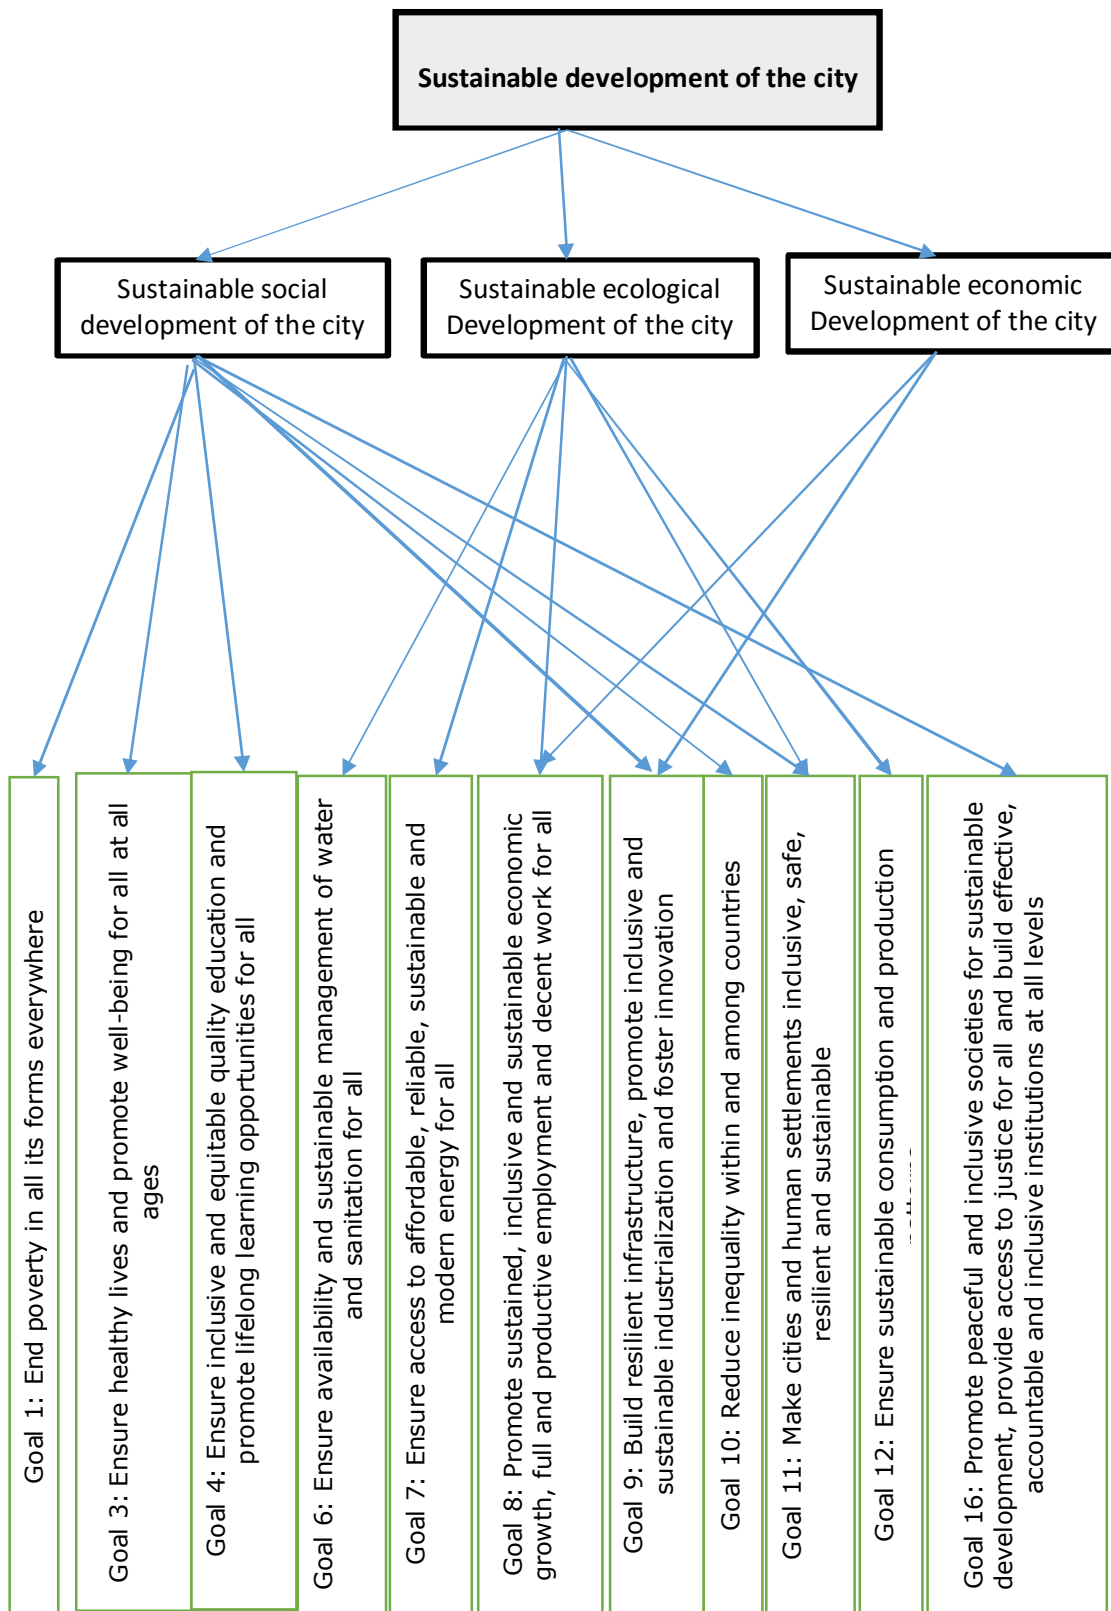 Sustainable development of the city
Sustainable social
development of the city
Sustainable ecological
Development of the city
Sustainable economic
Development of the city
Goal 1: End poverty in all its forms everywhere
Goal 3: Ensure healthy lives and promote well-being for all at all
ages
Goal 4: Ensure inclusive and equitable quality education and
promote lifelong learning opportunities for all
Goal 6: Ensure availability and sustainable management of water
and sanitation for all
Goal 7: Ensure access to affordable, reliable, sustainable and
modern energy for all
Goal 8: Promote sustained, inclusive and sustainable economic
growth, full and productive employment and decent work for all
Goal 9: Build resilient infrastructure, promote inclusive and
sustainable industrialization and foster innovation
Goal 10: Reduce inequality within and among countries
Goal 11: Make cities and human settlements inclusive, safe,
resilient and sustainable
Goal 12: Ensure sustainable consumption and production
Goal 16: Promote peaceful and inclusive societies for sustainable
development, provide access to justice for all and build effective,
accountable and inclusive institutions at all levels